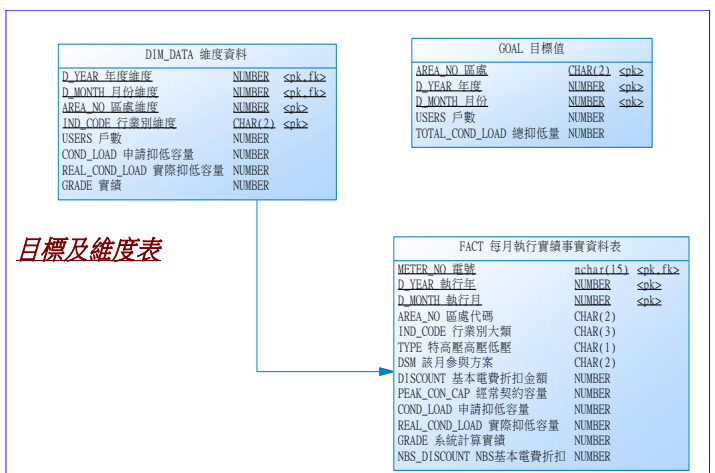 DIM_DATA 維度資料
D_YEAR 年度維度 NUMBER <pk,fk>
D_MONTH 月份維度 NUMBER <pk,fk>
AREA_NO 區處維度 NUMBER <pk>
IND_CODE 行業別維度 CHAR(2) <pk>
USERS 戶數 NUMBER
COND_LOAD 申請抑低容量 NUMBER
REAL_COND_LOAD 實際抑低容量 NUMBER
GRADE 實績 NUMBER
GOAL 目標值
AREA_NO 區處 CHAR(2) <pk>
D_YEAR 年度 NUMBER <pk>
D_MONTH 月份 NUMBER <pk>
USERS 戶數 NUMBER
TOTAL_COND_LOAD 總抑低量 NUMBER
目標及維度表
FACT 每月執行實績事實資料表
METER_NO 電號 nchar(15) <pk,fk>
D_YEAR 執行年 NUMBER <pk>
D_MONTH 執行月 NUMBER <pk>
AREA_NO 區處代碼 CHAR(2)
IND_CODE 行業別大類 CHAR(3)
TYPE 特高壓高壓低壓 CHAR(1)
DSM 該月參與方案 CHAR(2)
DISCOUNT 基本電費折扣金額 NUMBER
PEAK_CON_CAP 經常契約容量 NUMBER
COND_LOAD 申請抑低容量 NUMBER
REAL_COND_LOAD 實際抑低容量 NUMBER
GRADE 系統計算實績 NUMBER
NBS_DISCOUNT NBS基本電費折扣 NUMBER